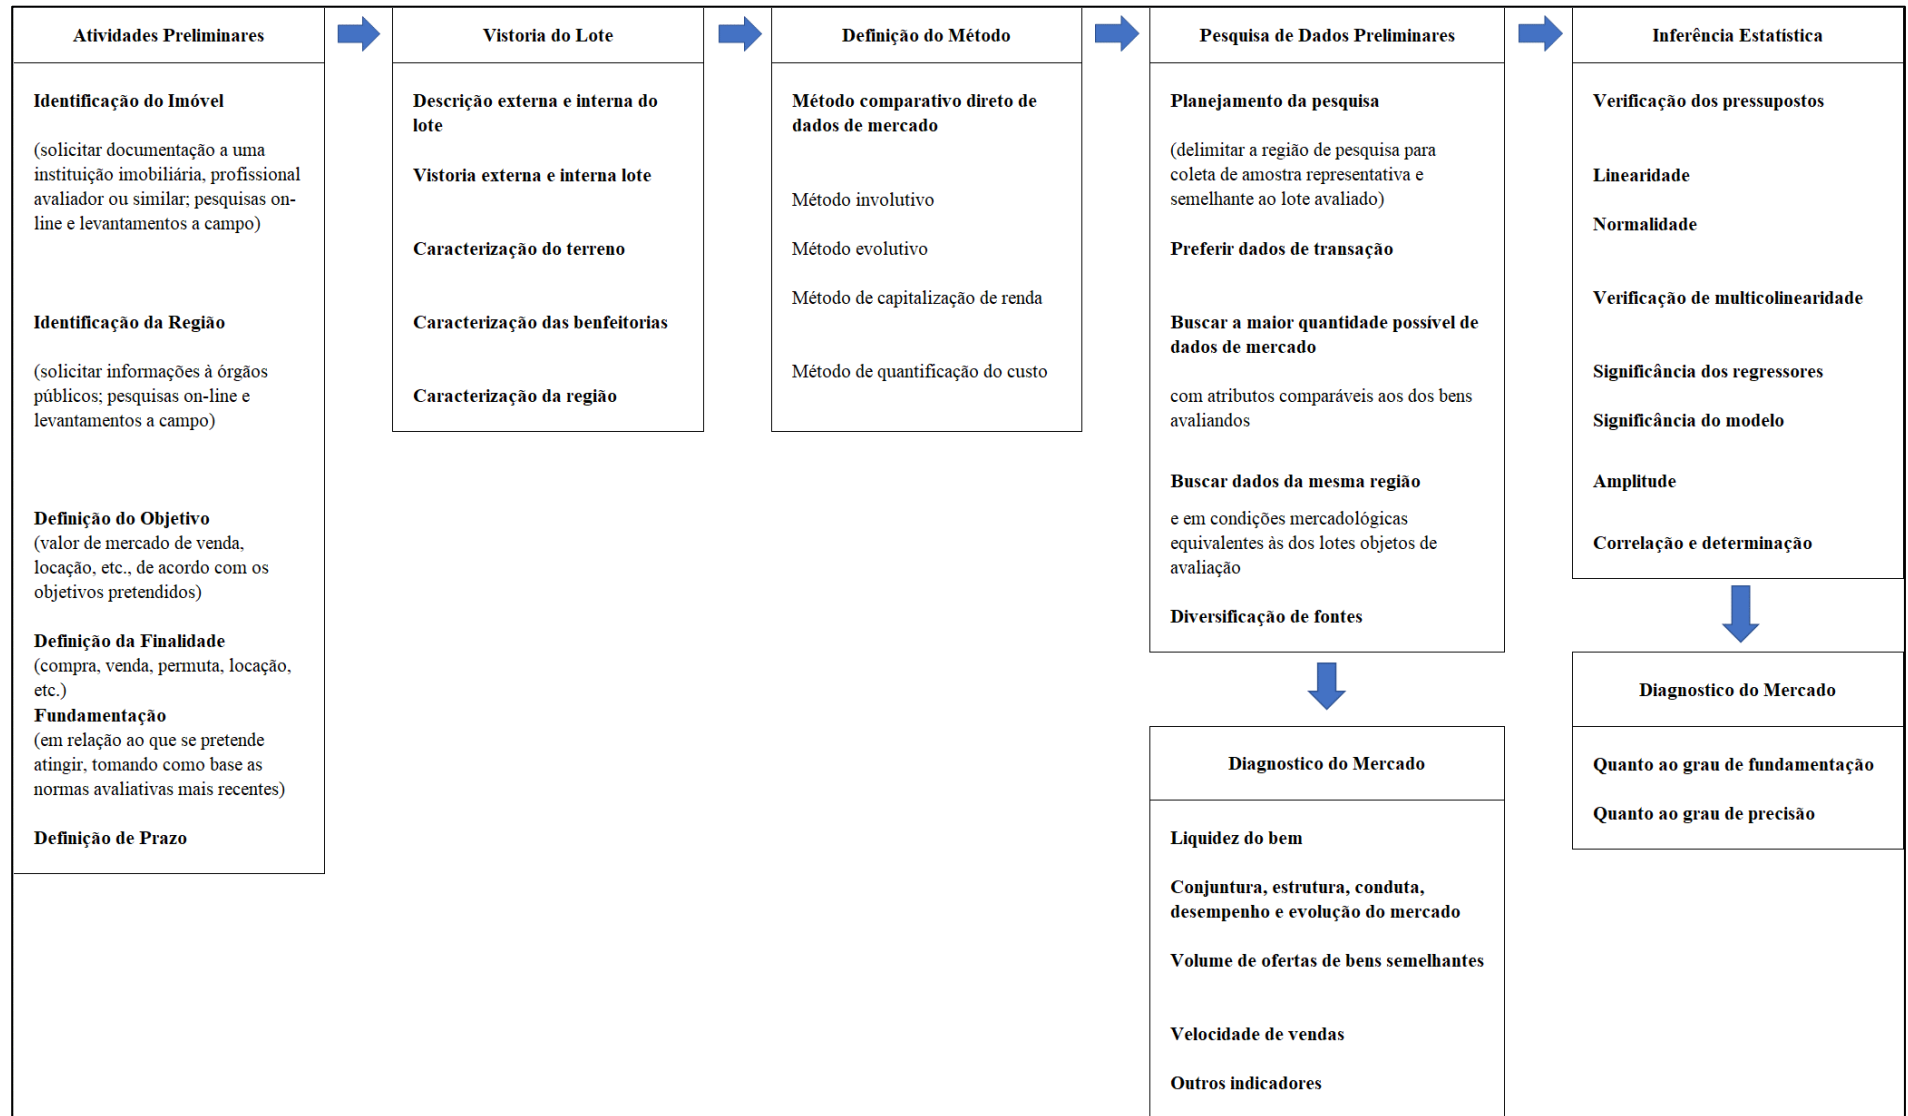 Atividades Preliminares
Identificação do Imóvel
(solicitar documentação a uma
instituição imobiliária, profissional
avaliador ou similar; pesquisas on-
line e levantamentos a campo)
Identificação da Região
(solicitar informações à órgãos
públicos; pesquisas on-line e
levantamentos a campo)
Definição do Objetivo
(valor de mercado de venda,
locação, etc., de acordo com os
objetivos pretendidos)
Definição da Finalidade
(compra, venda, permuta, locação,
etc.)
Fundamentação
(em relação ao que se pretende
atingir, tomando como base as
normas avaliativas mais recentes)
Definição de Prazo
Vistoria do Lote
Descrição externa e interna do
lote
Vistoria externa e interna lote
Caracterização do terreno
Caracterização das benfeitorias
Caracterização da região
Definição do Método
Método comparativo direto de
dados de mercado
Método involutivo
Método evolutivo
Método de capitalização de renda
Método de quantificação do custo
Pesquisa de Dados Preliminares
Planejamento da pesquisa
(delimitar a região de pesquisa para
coleta de amostra representativa e
semelhante ao lote avaliado)
Preferir dados de transação
Buscar a maior quantidade possível de
dados de mercado
com atributos comparáveis aos dos bens
avaliandos
Buscar dados da mesma região
e em condições mercadológicas
equivalentes às dos lotes objetos de
avaliação
Diversificação de fontes
Diagnostico do Mercado
Liquidez do bem
Conjuntura, estrutura, conduta,
desempenho e evolução do mercado
Volume de ofertas de bens semelhantes
Velocidade de vendas
Outros indicadores
Inferência Estatística
Verificação dos pressupostos
Linearidade
Normalidade
Verificação de multicolinearidade
Significância dos regressores
Significância do modelo
Amplitude
Correlação e determinação
Diagnostico do Mercado
Quanto ao grau de fundamentação
Quanto ao grau de precisão